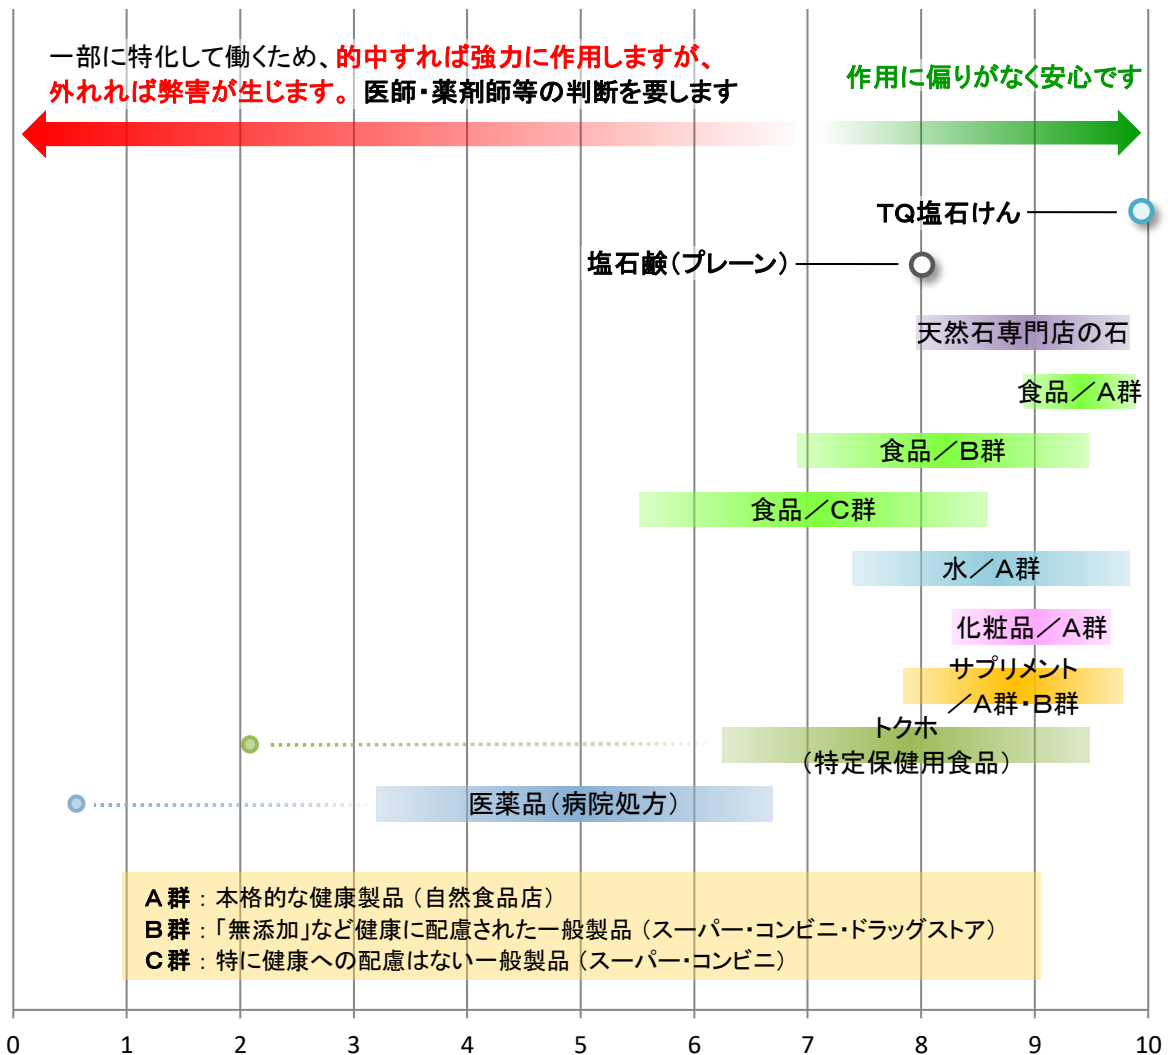 一部に特化して働くため、的中すれば強力に作用しますが、
外れれば弊害が生じます。 医師・薬剤師等の判断を要します
作用に偏りがなく安心です
TQ塩石けん
塩石鹸（プレーン）
天然石専門店の石
食品／A群
食品／B群
食品／C群
水／A群
化粧品／A群
サプリメント
／A群・B群
トクホ
（特定保健用食品）
医薬品（病院処方）
A群：本格的な健康製品（自然食品店）
B群：「無添加」など健康に配慮された一般製品（スーパー・コンビニ・ドラッグストア）
C群：特に健康への配慮はない一般製品（スーパー・コンビニ）
0 1 2 3 4 5 6 7 8 9 10